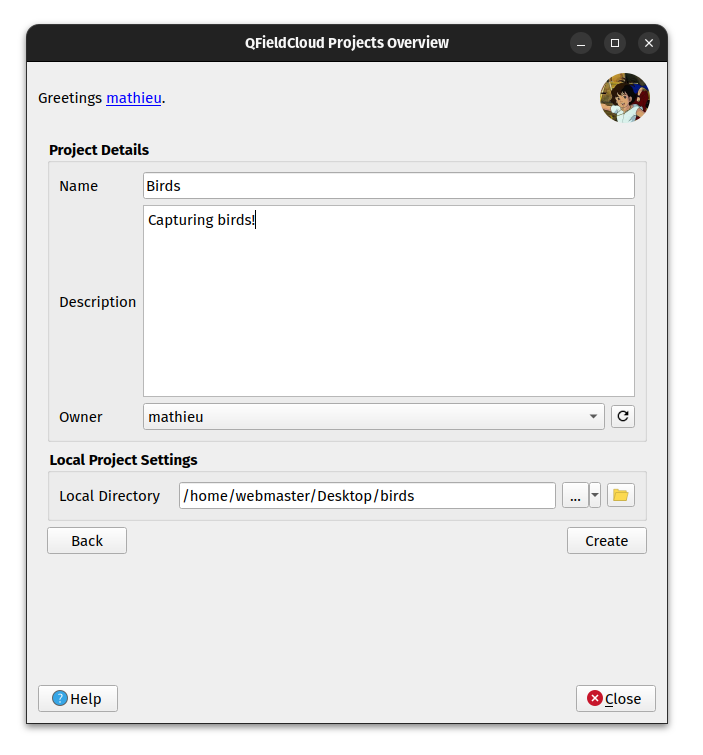 QFieldCloud Projects Overview
Greetings mathieu.
Project Details
Name Birds
Description Capturing birds!
Owner mathieu
Local Project Settings
Local Directory /home/webmaster/Desktop/birds ...
Back Create
? Help Close